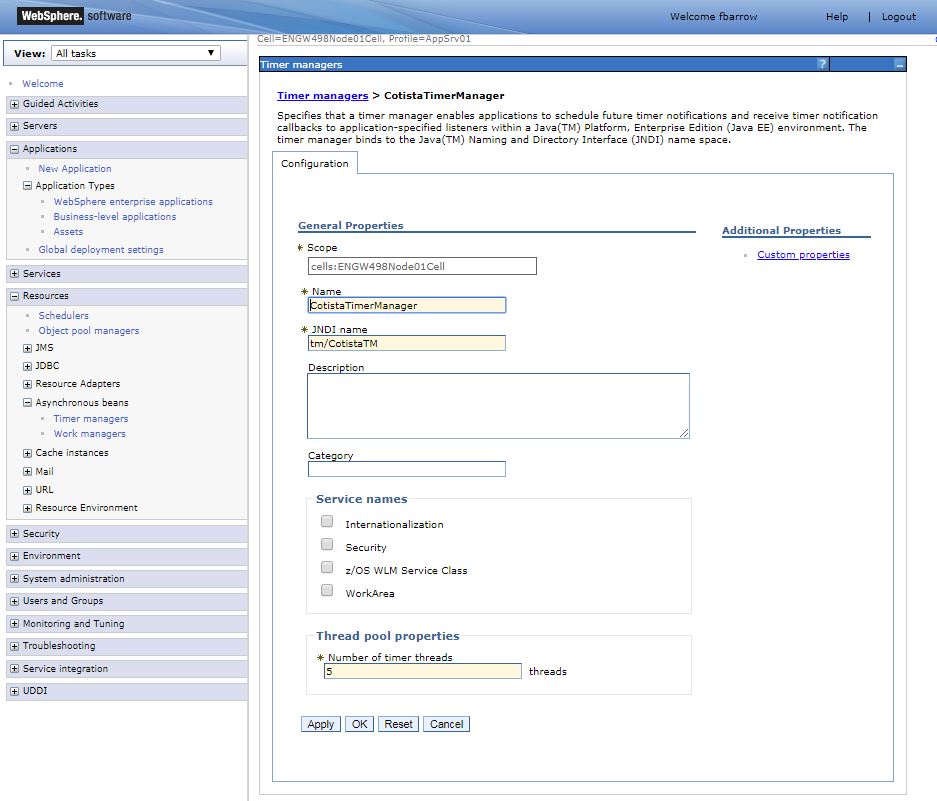 WebSphere. software
Welcome fbarrow
Help | Logout
View: All tasks
Welcome
Guided Activities
Servers
Applications
New Application
Application Types
WebSphere enterprise applications
Business-level applications
Assets
Global deployment settings
Services
Resources
Schedulers
Object pool managers
JMS
JDBC
Resource Adapters
Asynchronous beans
Timer managers
Work managers
Cache instances
Mail
URL
Resource Environment
Security
Environment
System administration
Users and Groups
Monitoring and Tuning
Troubleshooting
Service integration
UDDI
Cell=ENGW498Node01Cell, Profile=AppSrv01
Timer managers
?
Timer managers > CotistaTimerManager
Specifies that a timer manager enables applications to schedule future timer notifications and receive timer notification
callbacks to application-specified listeners within a Java(TM) Platform, Enterprise Edition (Java EE) environment. The
timer manager binds to the Java(TM) Naming and Directory Interface (JNDI) name space.
Configuration
General Properties
* Scope
cells:ENGW498Node01Cell
* Name
CotistaTimerManager
* JNDI name
tm/CotistaTM
Description
Category
Service names
Internationalization
Security
z/OS WLM Service Class
WorkArea
Thread pool properties
* Number of timer threads
5 threads
Apply OK Reset Cancel
Additional Properties
Custom properties